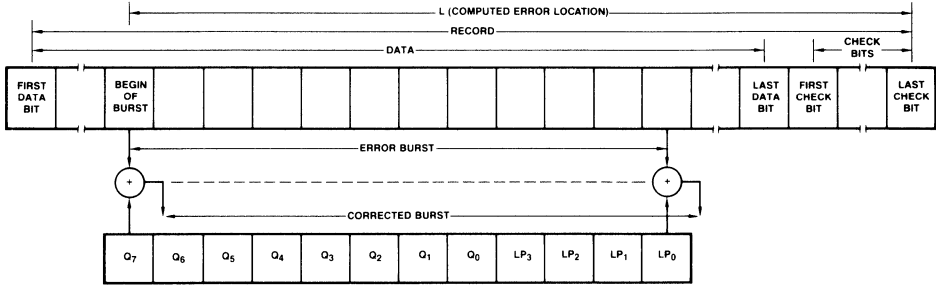 L (COMPUTED ERROR LOCATION)
RECORD
DATA
CHECK
BITS
FIRST
DATA
BIT
BEGIN
OF
BURST
LAST
DATA
BIT
FIRST
CHECK
BIT
LAST
CHECK
BIT
ERROR BURST
+
+
CORRECTED BURST
Q7 Q6 Q5 Q4 Q3 Q2 Q1 Q0 LP3 LP2 LP1 LP0